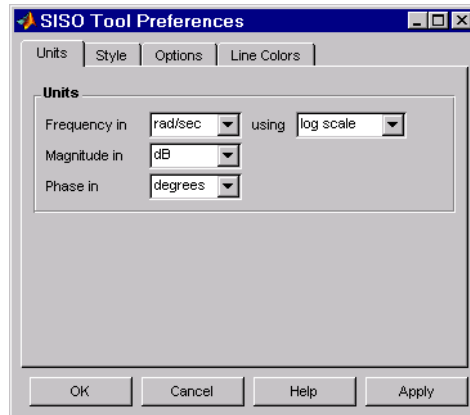 SISO Tool Preferences
Units Style Options Line Colors
Units
Frequency in rad/sec using log scale
Magnitude in dB
Phase in degrees
OK Cancel Help Apply